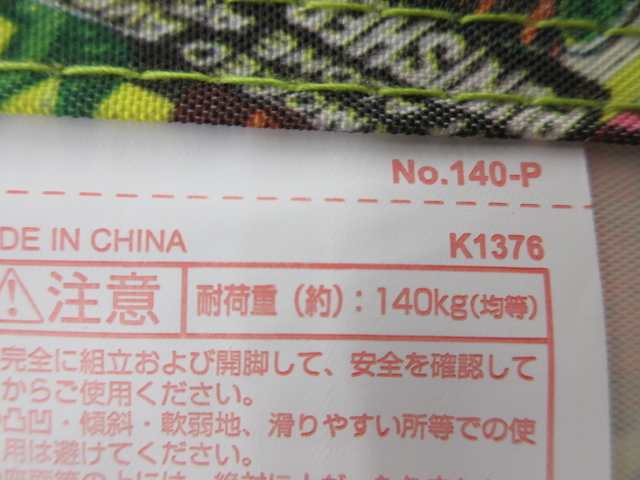 No.140-P
DE IN CHINA
K1376
注意
耐荷重（約）：140kg(均等)
完全に組立および開脚して、安全を確認して
からご使用ください。
凸凹・傾斜・軟弱地、滑りやすい所等での使
用は避けてください。